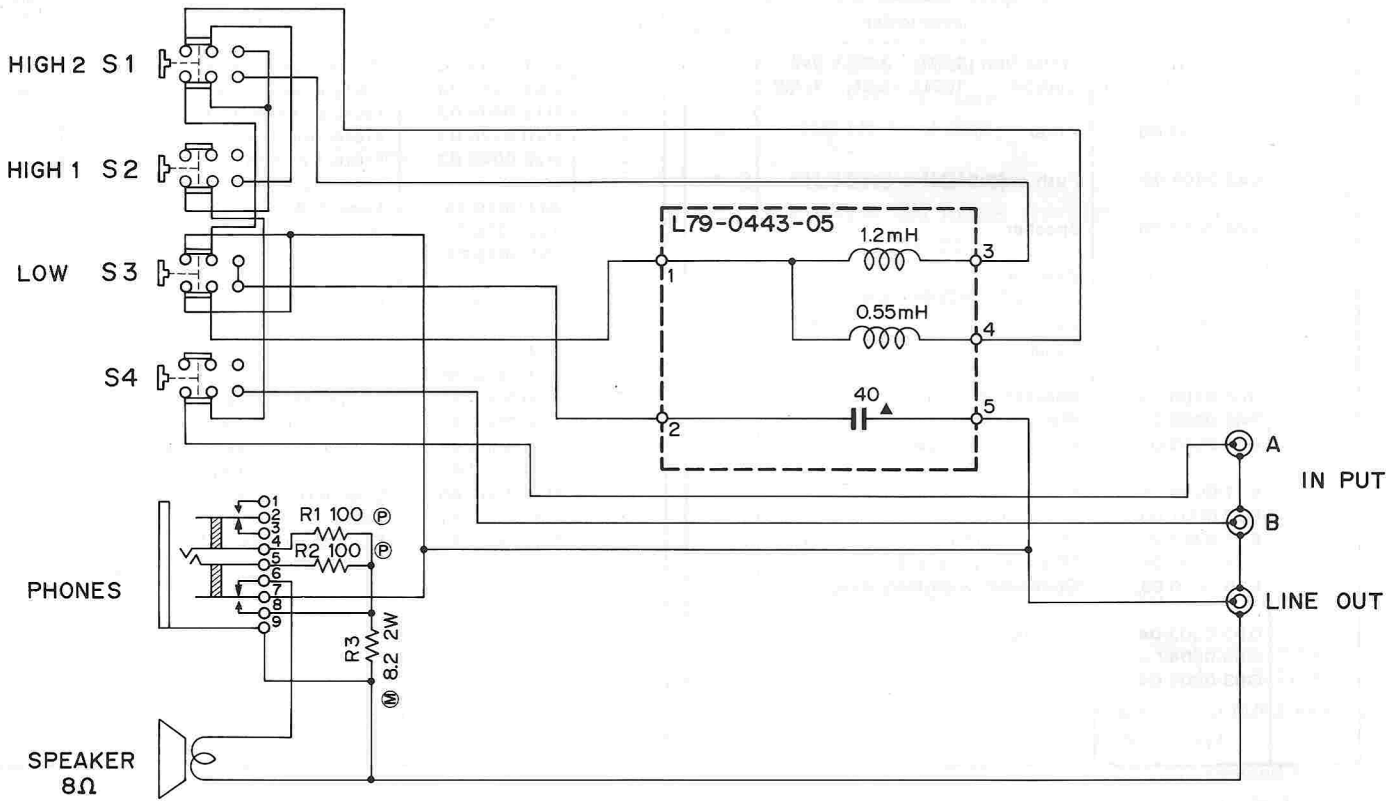 HIGH 2 S1
HIGH 1 S2
LOW S3
S4
L79-0443-05
1.2mH
0.55mH
40 ▲
1
2
3
4
5
A
IN PUT
B
LINE OUT
PHONES
1
2
3
4
5
6
7
8
9
R1 100 Ⓟ
R2 100 Ⓟ
R3
8.2 2W
Ⓜ
SPEAKER
8Ω